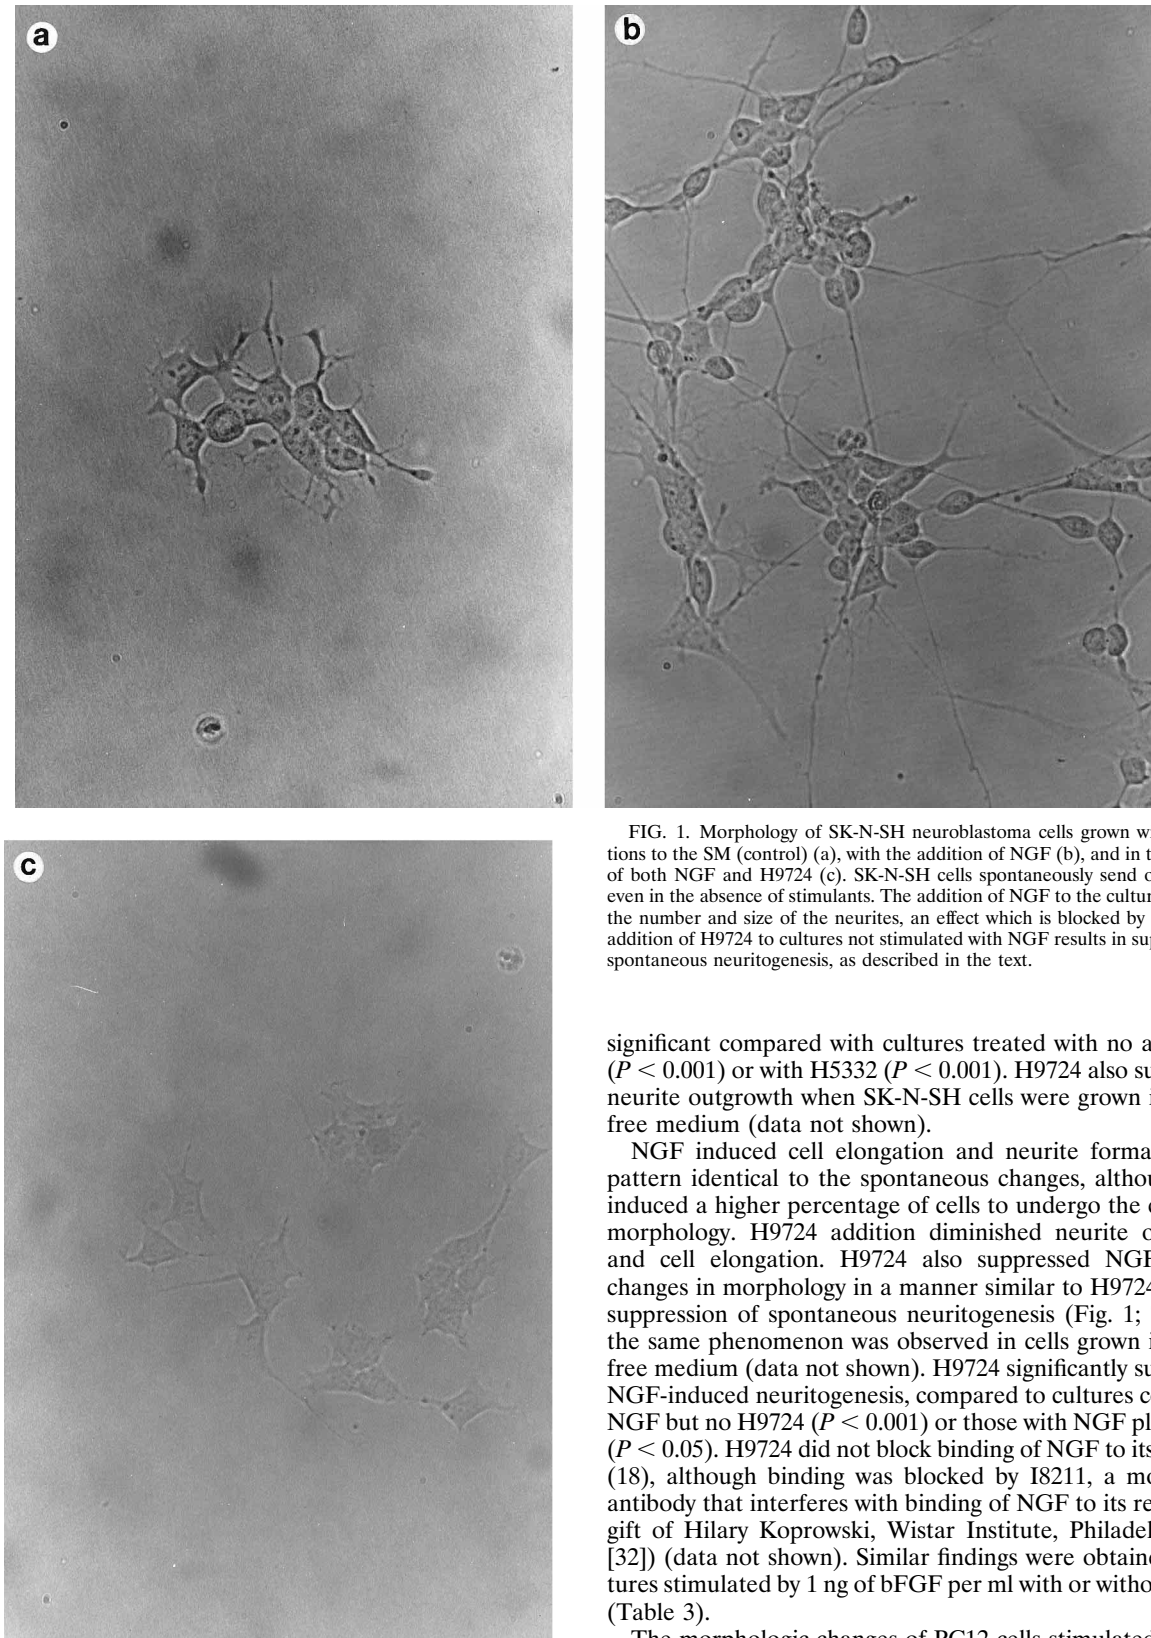 a
b
c
FIG. 1. Morphology of SK-N-SH neuroblastoma cells grown wi
tions to the SM (control) (a), with the addition of NGF (b), and in t
of both NGF and H9724 (c). SK-N-SH cells spontaneously send o
even in the absence of stimulants. The addition of NGF to the cultur
the number and size of the neurites, an effect which is blocked by
addition of H9724 to cultures not stimulated with NGF results in su
spontaneous neuritogenesis, as described in the text.
significant compared with cultures treated with no a
(P < 0.001) or with H5332 (P < 0.001). H9724 also su
neurite outgrowth when SK-N-SH cells were grown i
free medium (data not shown).
NGF induced cell elongation and neurite forma
pattern identical to the spontaneous changes, althou
induced a higher percentage of cells to undergo the c
morphology. H9724 addition diminished neurite o
and cell elongation. H9724 also suppressed NGF
changes in morphology in a manner similar to H9724
suppression of spontaneous neuritogenesis (Fig. 1;
the same phenomenon was observed in cells grown i
free medium (data not shown). H9724 significantly su
NGF-induced neuritogenesis, compared to cultures c
NGF but no H9724 (P < 0.001) or those with NGF pl
(P < 0.05). H9724 did not block binding of NGF to its
(18), although binding was blocked by I8211, a mo
antibody that interferes with binding of NGF to its re
gift of Hilary Koprowski, Wistar Institute, Philadel
[32]) (data not shown). Similar findings were obtaine
tures stimulated by 1 ng of bFGF per ml with or witho
(Table 3).
The morphologic changes of PC12 cells stimulated